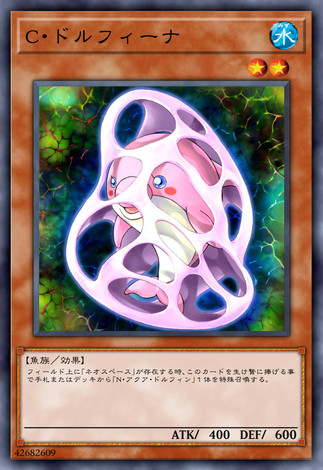 C・ドルフィーナ
水
【魚族／効果】
フィールド上に「ネオスペース」が存在する時、このカードを生け贄に捧げる事
で手札またはデッキから「N・アクア・ドルフィン」１体を特殊召喚する。
ATK/ 400 DEF/ 600
42682609